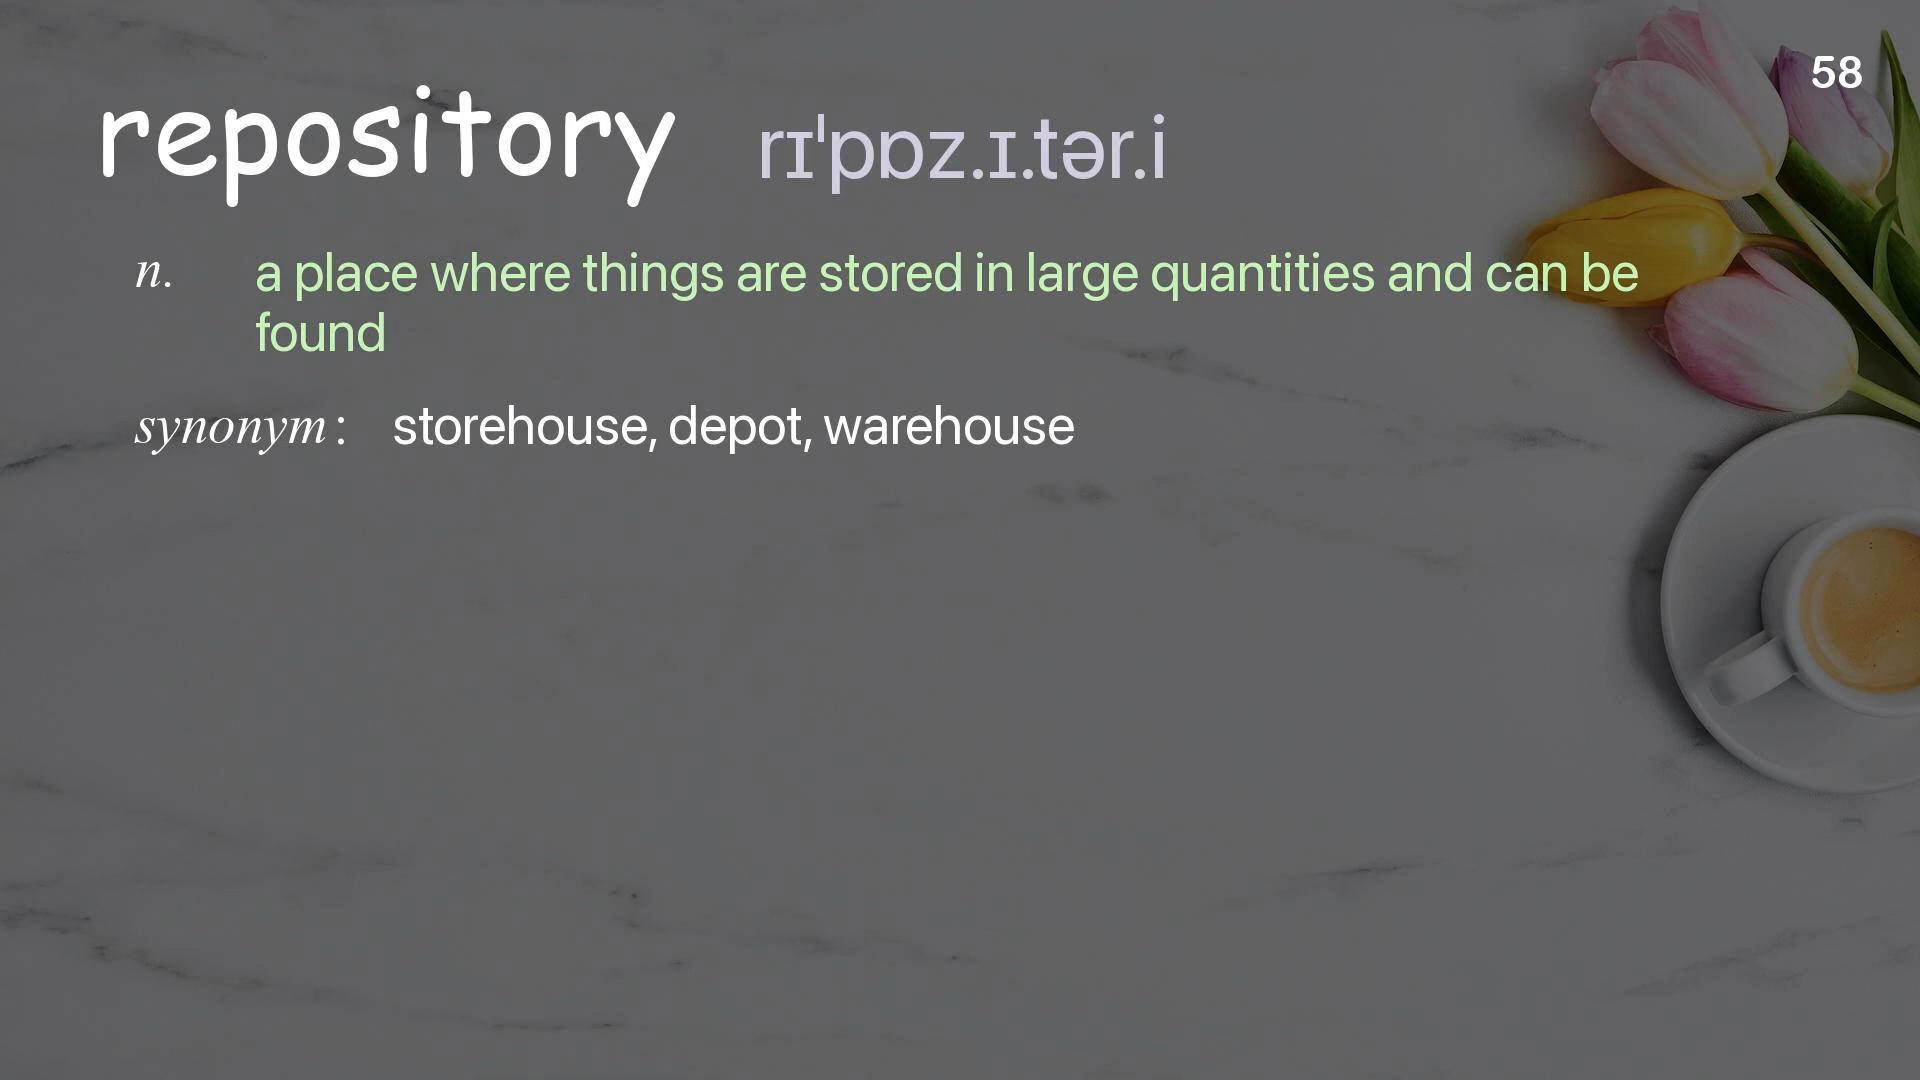 58
repository rɪˈpɒz.ɪ.tər.i
n. a place where things are stored in large quantities and can be
found
synonym: storehouse, depot, warehouse